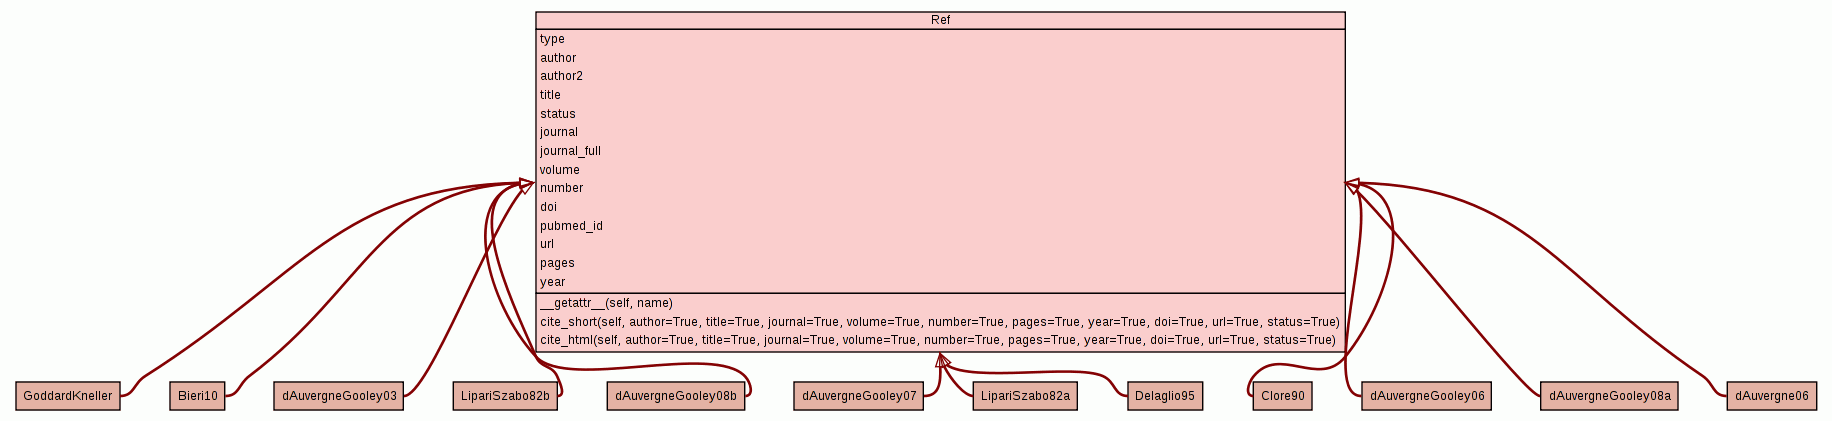 Ref
type
author
author2
title
status
journal
journal_full
volume
number
doi
pubmed_id
url
pages
year
__getattr__(self, name)
cite_short(self, author=True, title=True, journal=True, volume=True, number=True, pages=True, year=True, doi=True, url=True, status=True)
cite_html(self, author=True, title=True, journal=True, volume=True, number=True, pages=True, year=True, doi=True, url=True, status=True)
GoddardKneller
Bieri10
dAuvergneGooley03
LipariSzabo82b
dAuvergneGooley08b
dAuvergneGooley07
LipariSzabo82a
Delaglio95
Clore90
dAuvergneGooley06
dAuvergneGooley08a
dAuvergne06